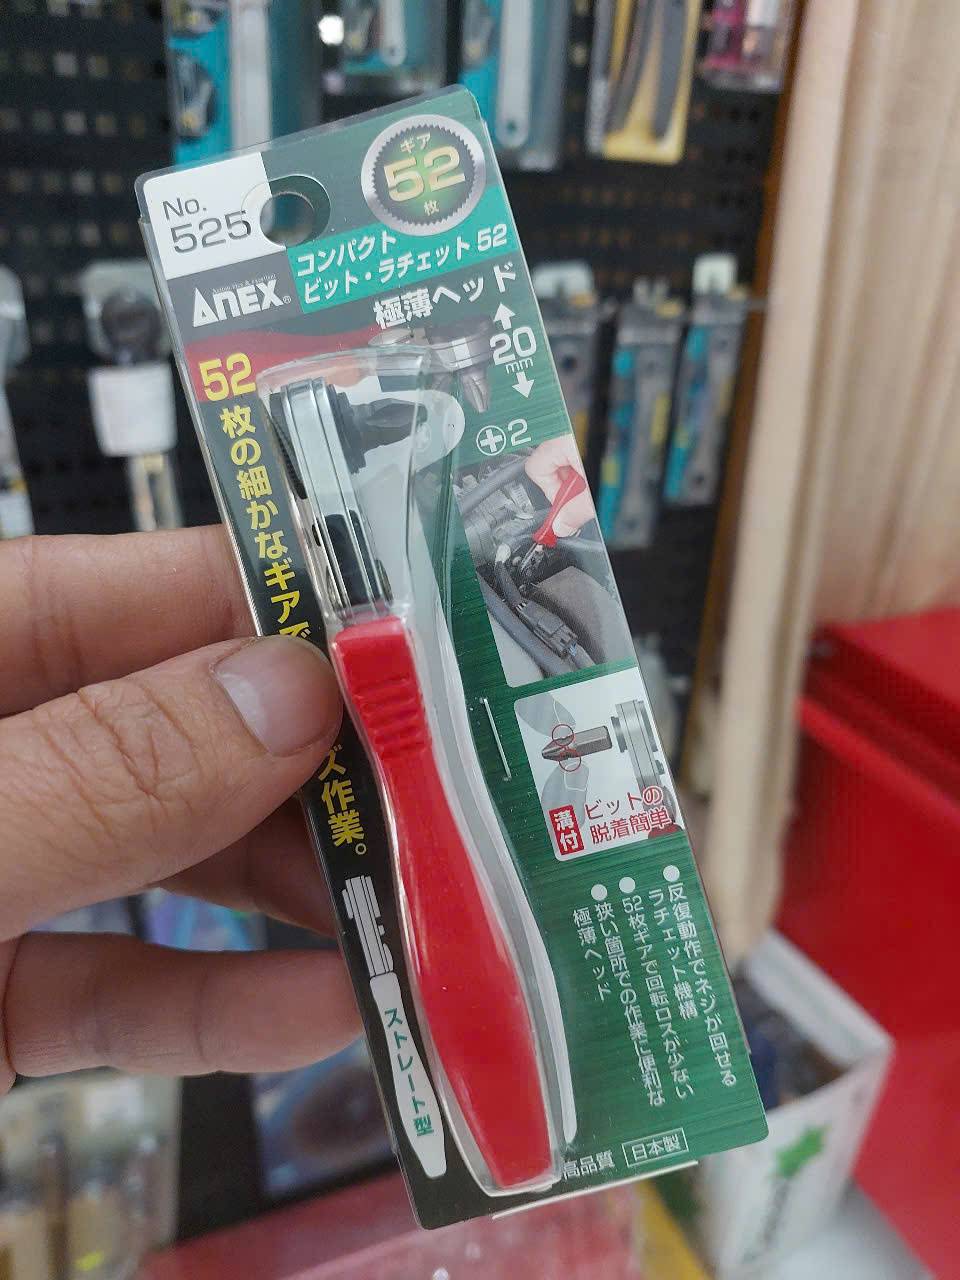 No.
525
ギア
52
枚
コンパクト
ビット・ラチェット 52
ANEX®
極薄ヘッド
20
mm
⊕2
52枚の細かなギアで
ズ作業。
溝付
ビットの
脱着簡単
●反復動作でネジが回せる
ラチェット機構
●52枚ギアで回転ロスが少ない
●狭い箇所での作業に便利な
極薄ヘッド
ストレート型
高品質 日本製